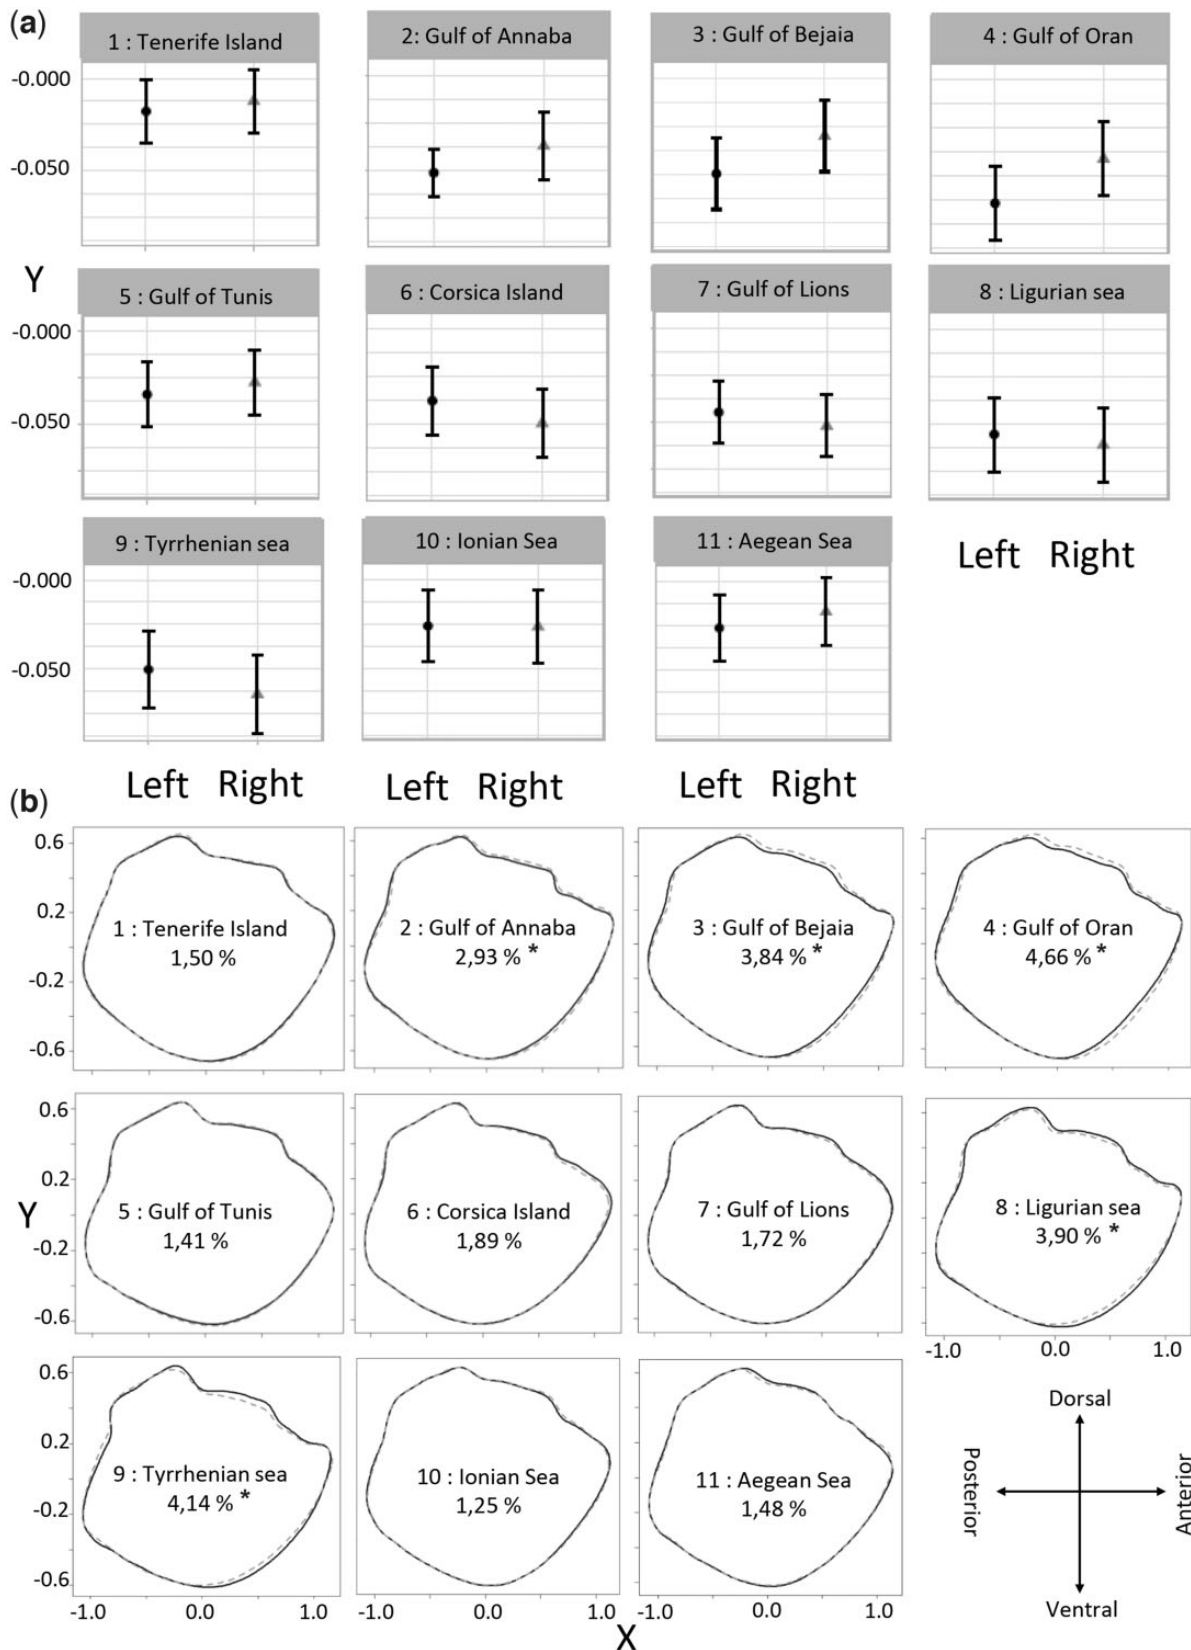 (a)
1 : Tenerife Island
2: Gulf of Annaba
3 : Gulf of Bejaia
4 : Gulf of Oran
-0.000
-0.050
Y
5 : Gulf of Tunis
6 : Corsica Island
7 : Gulf of Lions
8 : Ligurian sea
-0.000
-0.050
9 : Tyrrhenian sea
10 : Ionian Sea
11 : Aegean Sea
Left Right
-0.000
-0.050
Left Right
Left Right
Left Right
(b)
0.6
0.2
-0.2
-0.6
1 : Tenerife Island
1,50 %
2 : Gulf of Annaba
2,93 % *
3 : Gulf of Bejaia
3,84 % *
4 : Gulf of Oran
4,66 % *
Y
0.6
0.2
-0.2
-0.6
5 : Gulf of Tunis
1,41 %
6 : Corsica Island
1,89 %
7 : Gulf of Lions
1,72 %
8 : Ligurian sea
3,90 % *
-1.0 0.0 1.0
0.6
0.2
-0.2
-0.6
9 : Tyrrhenian sea
4,14 % *
10 : Ionian Sea
1,25 %
11 : Aegean Sea
1,48 %
Dorsal
Posterior
Anterior
Ventral
-1.0 0.0 1.0
-1.0 0.0 1.0
-1.0 0.0 1.0
X